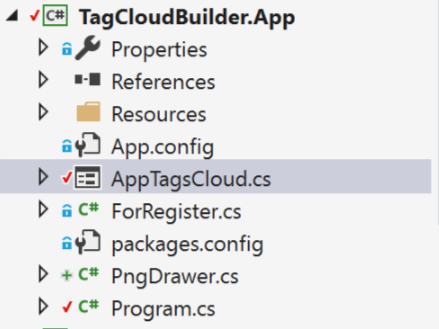 C# TagCloudBuilder.App
Properties
References
Resources
App.config
AppTagsCloud.cs
C# ForRegister.cs
packages.config
C# PngDrawer.cs
C# Program.cs